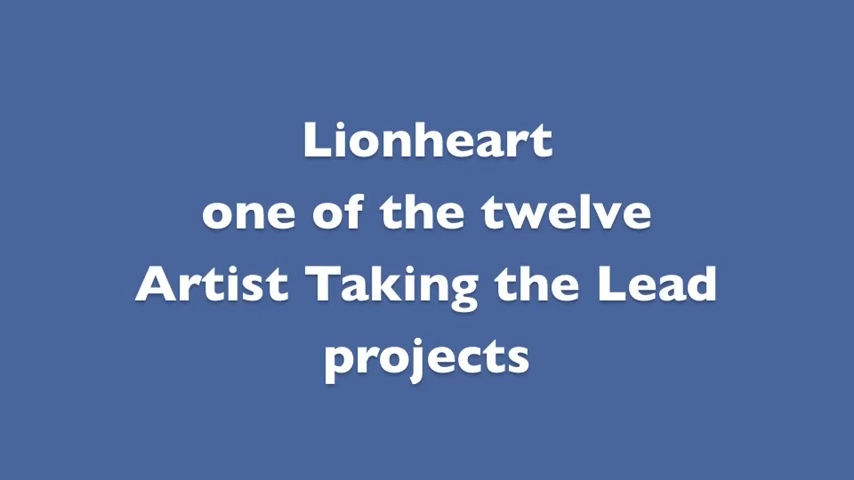 Lionheart
one of the twelve
Artist Taking the Lead
projects